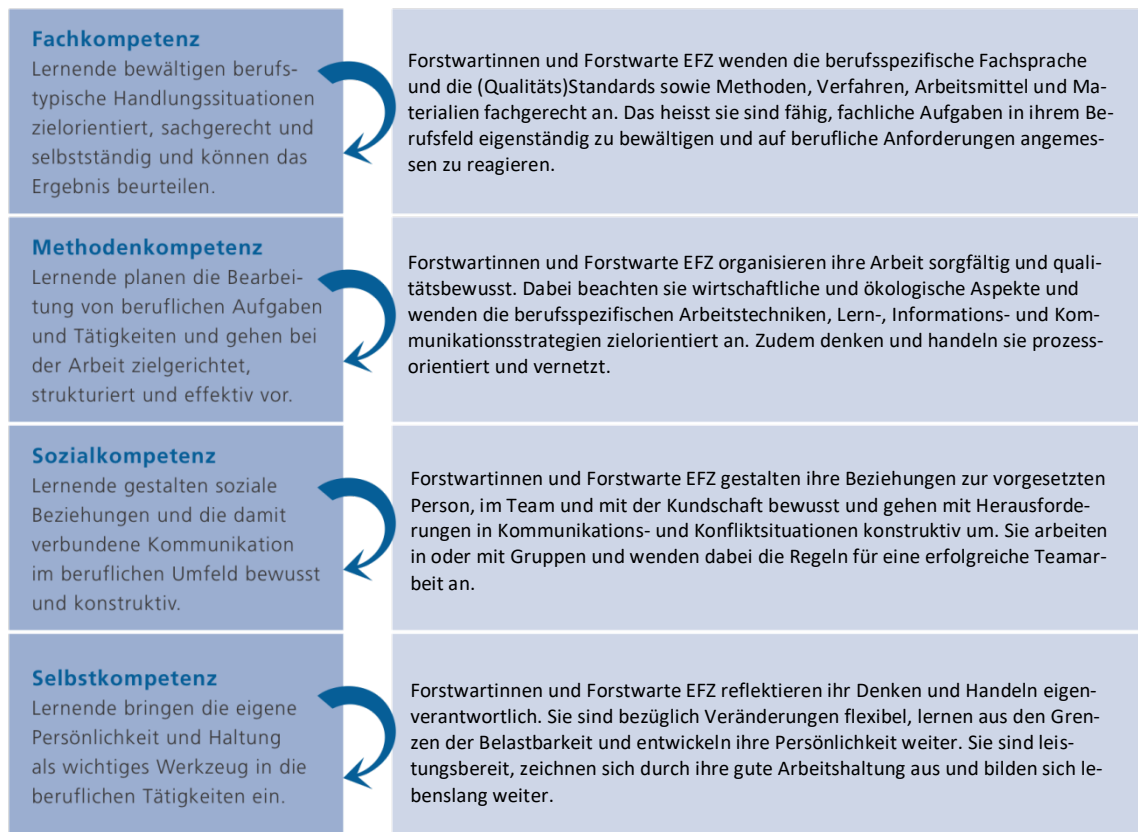 Fachkompetenz
Lernende bewältigen berufs-
typische Handlungssituationen
zielorientiert, sachgerecht und
selbstständig und können das
Ergebnis beurteilen.
Forstwartinnen und Forstwarte EFZ wenden die berufsspezifische Fachsprache
und die (Qualitäts)Standards sowie Methoden, Verfahren, Arbeitsmittel und Ma-
terialien fachgerecht an. Das heisst sie sind fähig, fachliche Aufgaben in ihrem Be-
rufsfeld eigenständig zu bewältigen und auf berufliche Anforderungen angemes-
sen zu reagieren.
Methodenkompetenz
Lernende planen die Bearbei-
tung von beruflichen Aufgaben
und Tätigkeiten und gehen bei
der Arbeit zielgerichtet,
strukturiert und effektiv vor.
Forstwartinnen und Forstwarte EFZ organisieren ihre Arbeit sorgfältig und quali-
tätsbewusst. Dabei beachten sie wirtschaftliche und ökologische Aspekte und
wenden die berufsspezifischen Arbeitstechniken, Lern-, Informations- und Kom-
munikationsstrategien zielorientiert an. Zudem denken und handeln sie prozess-
orientiert und vernetzt.
Sozialkompetenz
Lernende gestalten soziale
Beziehungen und die damit
verbundene Kommunikation
im beruflichen Umfeld bewusst
und konstruktiv.
Forstwartinnen und Forstwarte EFZ gestalten ihre Beziehungen zur vorgesetzten
Person, im Team und mit der Kundschaft bewusst und gehen mit Herausforde-
rungen in Kommunikations- und Konfliktsituationen konstruktiv um. Sie arbeiten
in oder mit Gruppen und wenden dabei die Regeln für eine erfolgreiche Teamar-
beit an.
Selbstkompetenz
Lernende bringen die eigene
Persönlichkeit und Haltung
als wichtiges Werkzeug in die
beruflichen Tätigkeiten ein.
Forstwartinnen und Forstwarte EFZ reflektieren ihr Denken und Handeln eigen-
verantwortlich. Sie sind bezüglich Veränderungen flexibel, lernen aus den Gren-
zen der Belastbarkeit und entwickeln ihre Persönlichkeit weiter. Sie sind leis-
tungsbereit, zeichnen sich durch ihre gute Arbeitshaltung aus und bilden sich le-
benslang weiter.